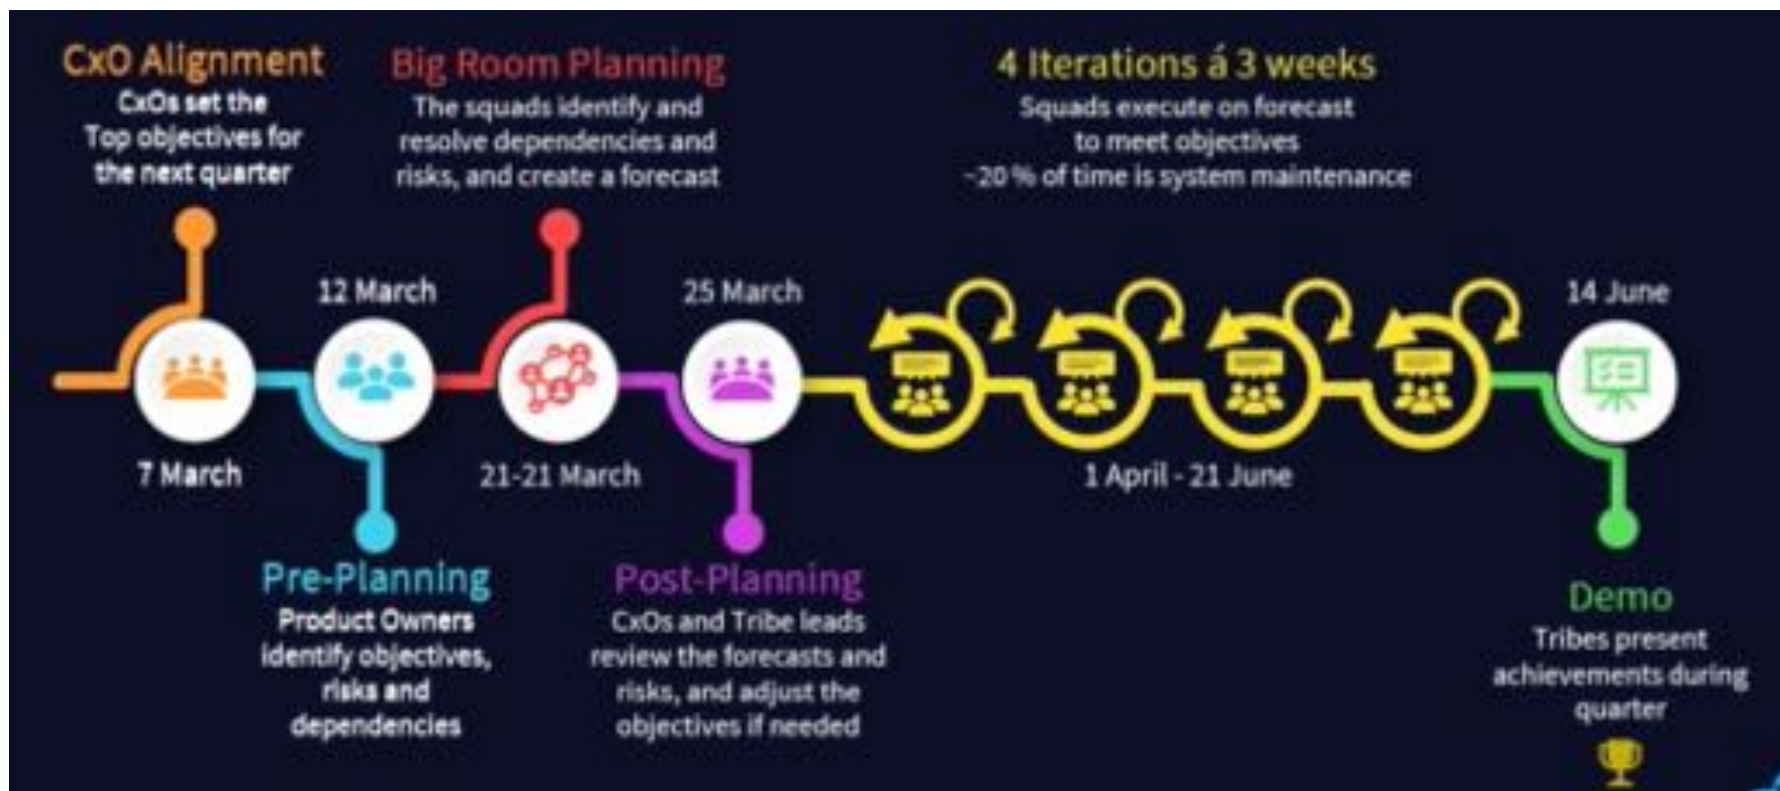 CxO Alignment
CxOs set the
Top objectives for
the next quarter
7 March
12 March
Pre-Planning
Product Owners
identify objectives,
risks and
dependencies
Big Room Planning
The squads identify and
resolve dependencies and
risks, and create a forecast
21-21 March
25 March
Post-Planning
CxOs and Tribe leads
review the forecasts and
risks, and adjust the
objectives if needed
4 Iterations á 3 weeks
Squads execute on forecast
to meet objectives
~20 % of time is system maintenance
1 April - 21 June
14 June
Demo
Tribes present
achievements during
quarter